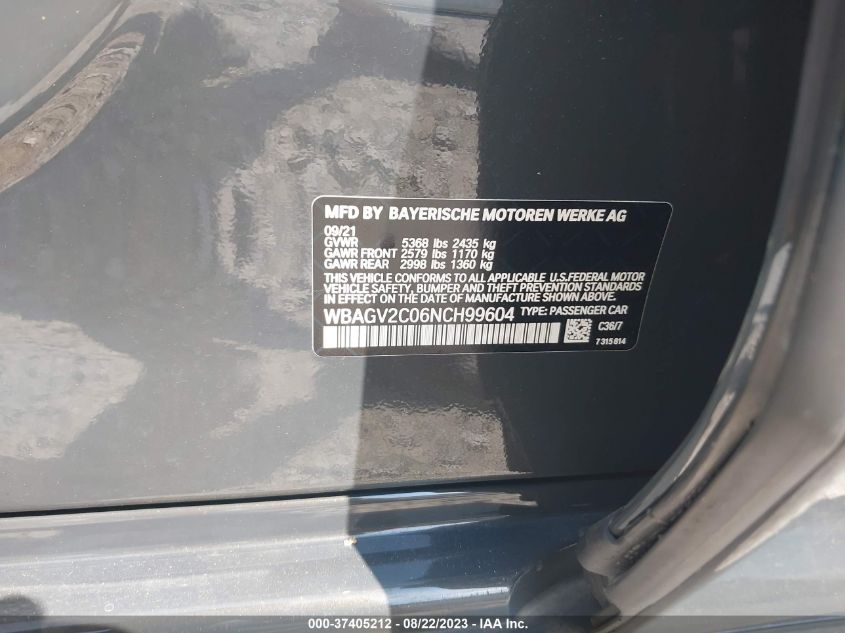 MFD BY BAYERISCHE MOTOREN WERKE AG
09/21
GVWR 5368 lbs 2435 kg
GAWR FRONT 2579 lbs 1170 kg
GAWR REAR 2998 lbs 1360 kg
THIS VEHICLE CONFORMS TO ALL APPLICABLE U.S.FEDERAL MOTOR
VEHICLE SAFETY, BUMPER AND THEFT PREVENTION STANDARDS
IN EFFECT ON THE DATE OF MANUFACTURE SHOWN ABOVE.
WBAGV2C06NCH99604 TYPE: PASSENGER CAR
C36/7
7315814
000-37405212 - 08/22/2023 - © IAA Inc.